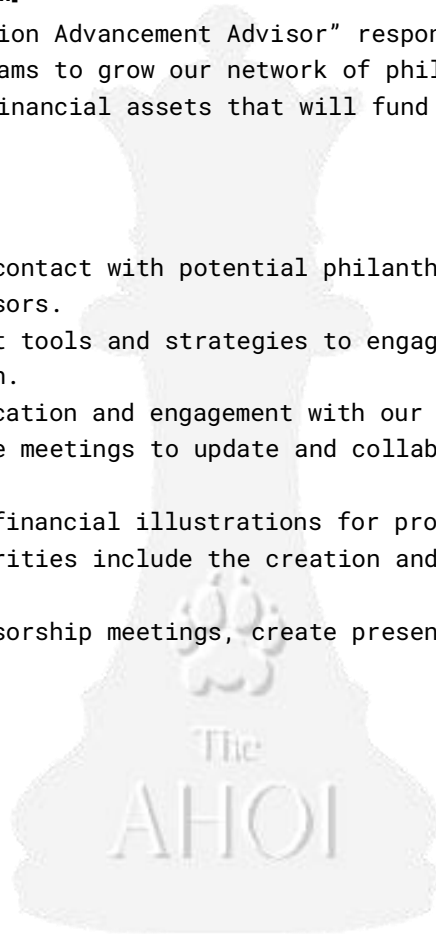 ion Advancement Advisor” respon
ams to grow our network of phil
inancial assets that will fund
contact with potential philanth
sors.
t tools and strategies to engag
n.
cation and engagement with our
e meetings to update and collab
financial illustrations for pro
rities include the creation and
sorship meetings, create presen
The
AHOI